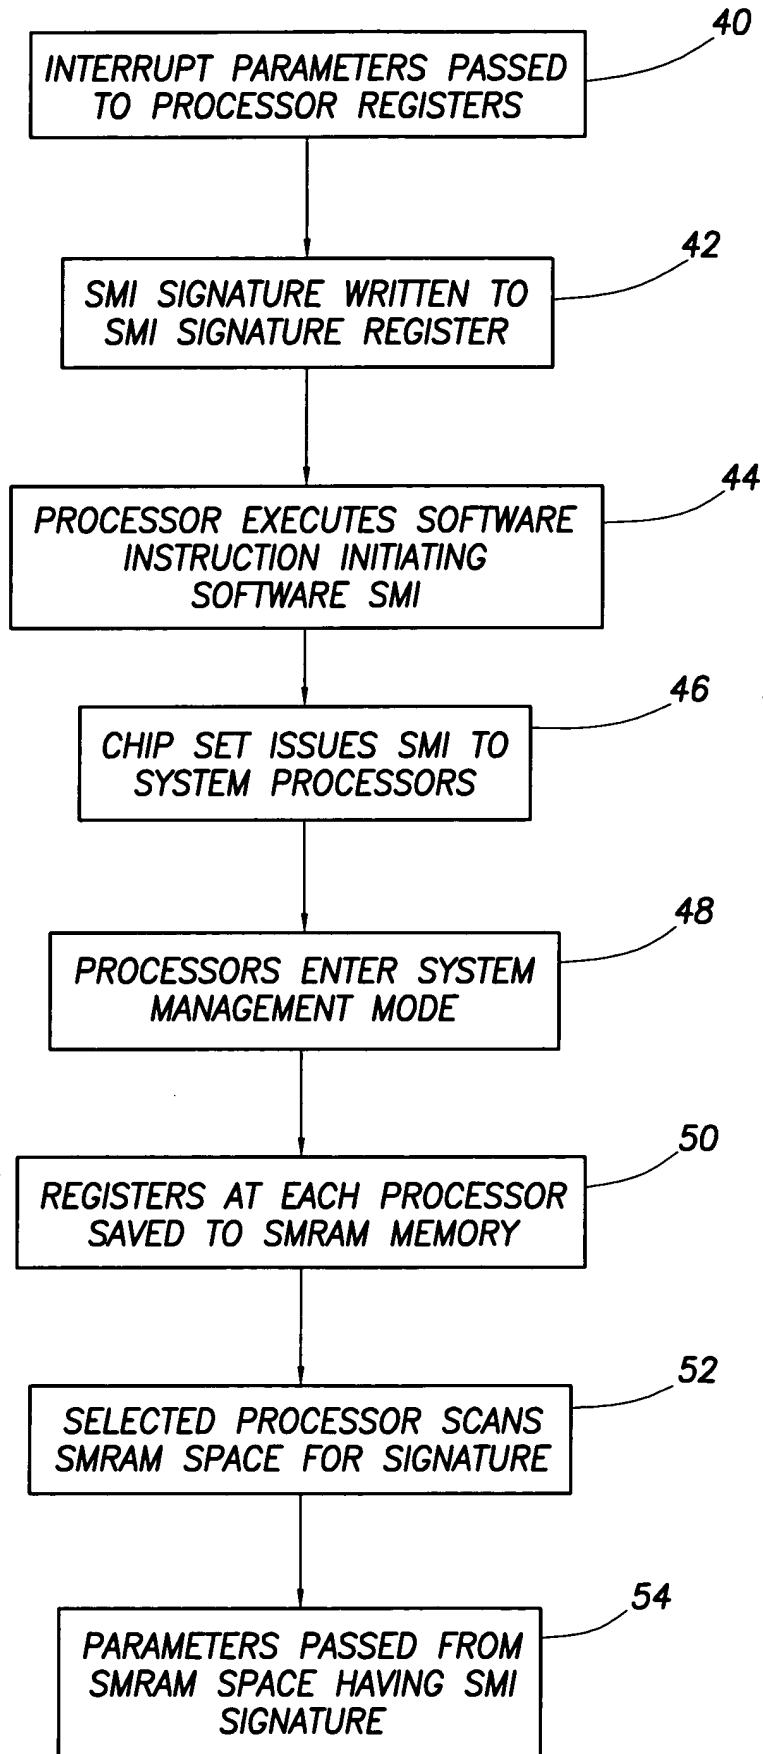 40
INTERRUPT PARAMETERS PASSED
TO PROCESSOR REGISTERS
42
SMI SIGNATURE WRITTEN TO
SMI SIGNATURE REGISTER
44
PROCESSOR EXECUTES SOFTWARE
INSTRUCTION INITIATING
SOFTWARE SMI
46
CHIP SET ISSUES SMI TO
SYSTEM PROCESSORS
48
PROCESSORS ENTER SYSTEM
MANAGEMENT MODE
50
REGISTERS AT EACH PROCESSOR
SAVED TO SMRAM MEMORY
52
SELECTED PROCESSOR SCANS
SMRAM SPACE FOR SIGNATURE
54
PARAMETERS PASSED FROM
SMRAM SPACE HAVING SMI
SIGNATURE